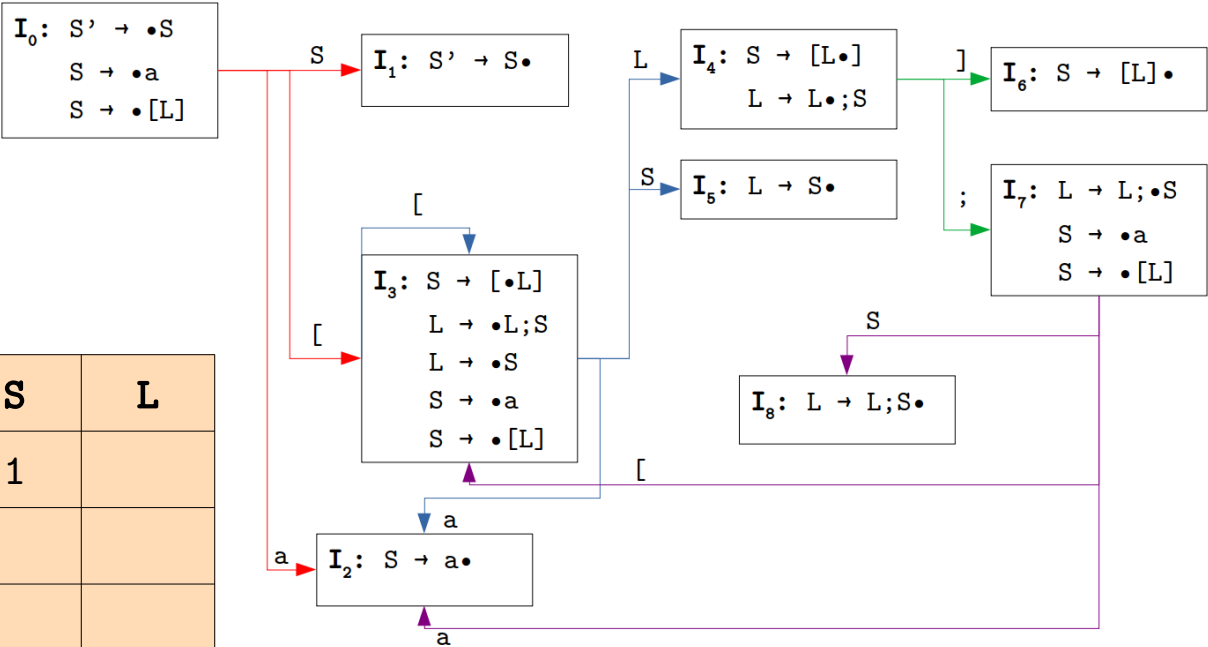 I₀: S’ → •S
S → •a
S → •[L]
S
I₁: S’ → S•
L
I₄: S → [L•]
L → L•;S
]
I₆: S → [L]•
S
I₅: L → S•
;
I₇: L → L;•S
S → •a
S → •[L]
[
I₃: S → [•L]
L → •L;S
L → •S
S → •a
S → •[L]
[
S
I₈: L → L;S•
[
a
a
I₂: S → a•
a
S L
1